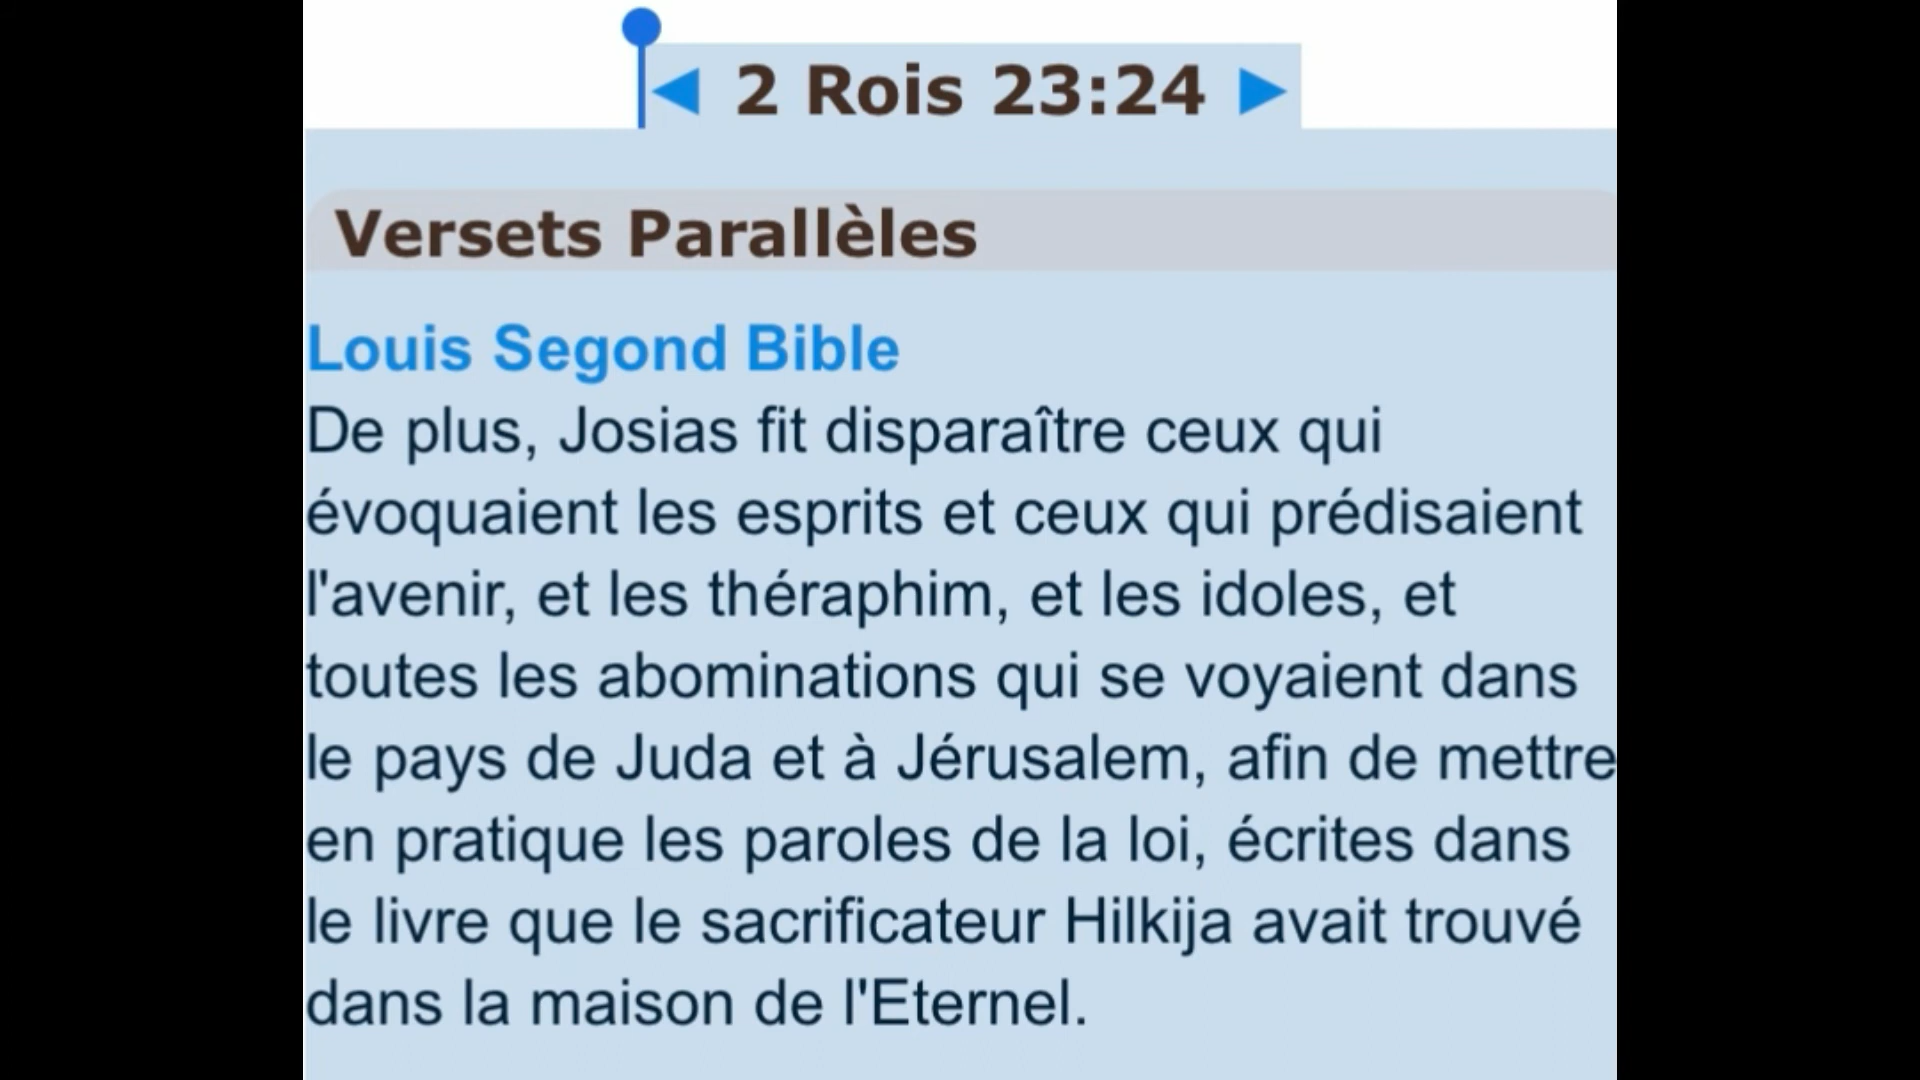 ◀ 2 Rois 23:24 ▶
Versets Parallèles
Louis Segond Bible
De plus, Josias fit disparaître ceux qui
évoquaient les esprits et ceux qui prédisaient
l'avenir, et les théraphim, et les idoles, et
toutes les abominations qui se voyaient dans
le pays de Juda et à Jérusalem, afin de mettre
en pratique les paroles de la loi, écrites dans
le livre que le sacrificateur Hilkija avait trouvé
dans la maison de l'Eternel.